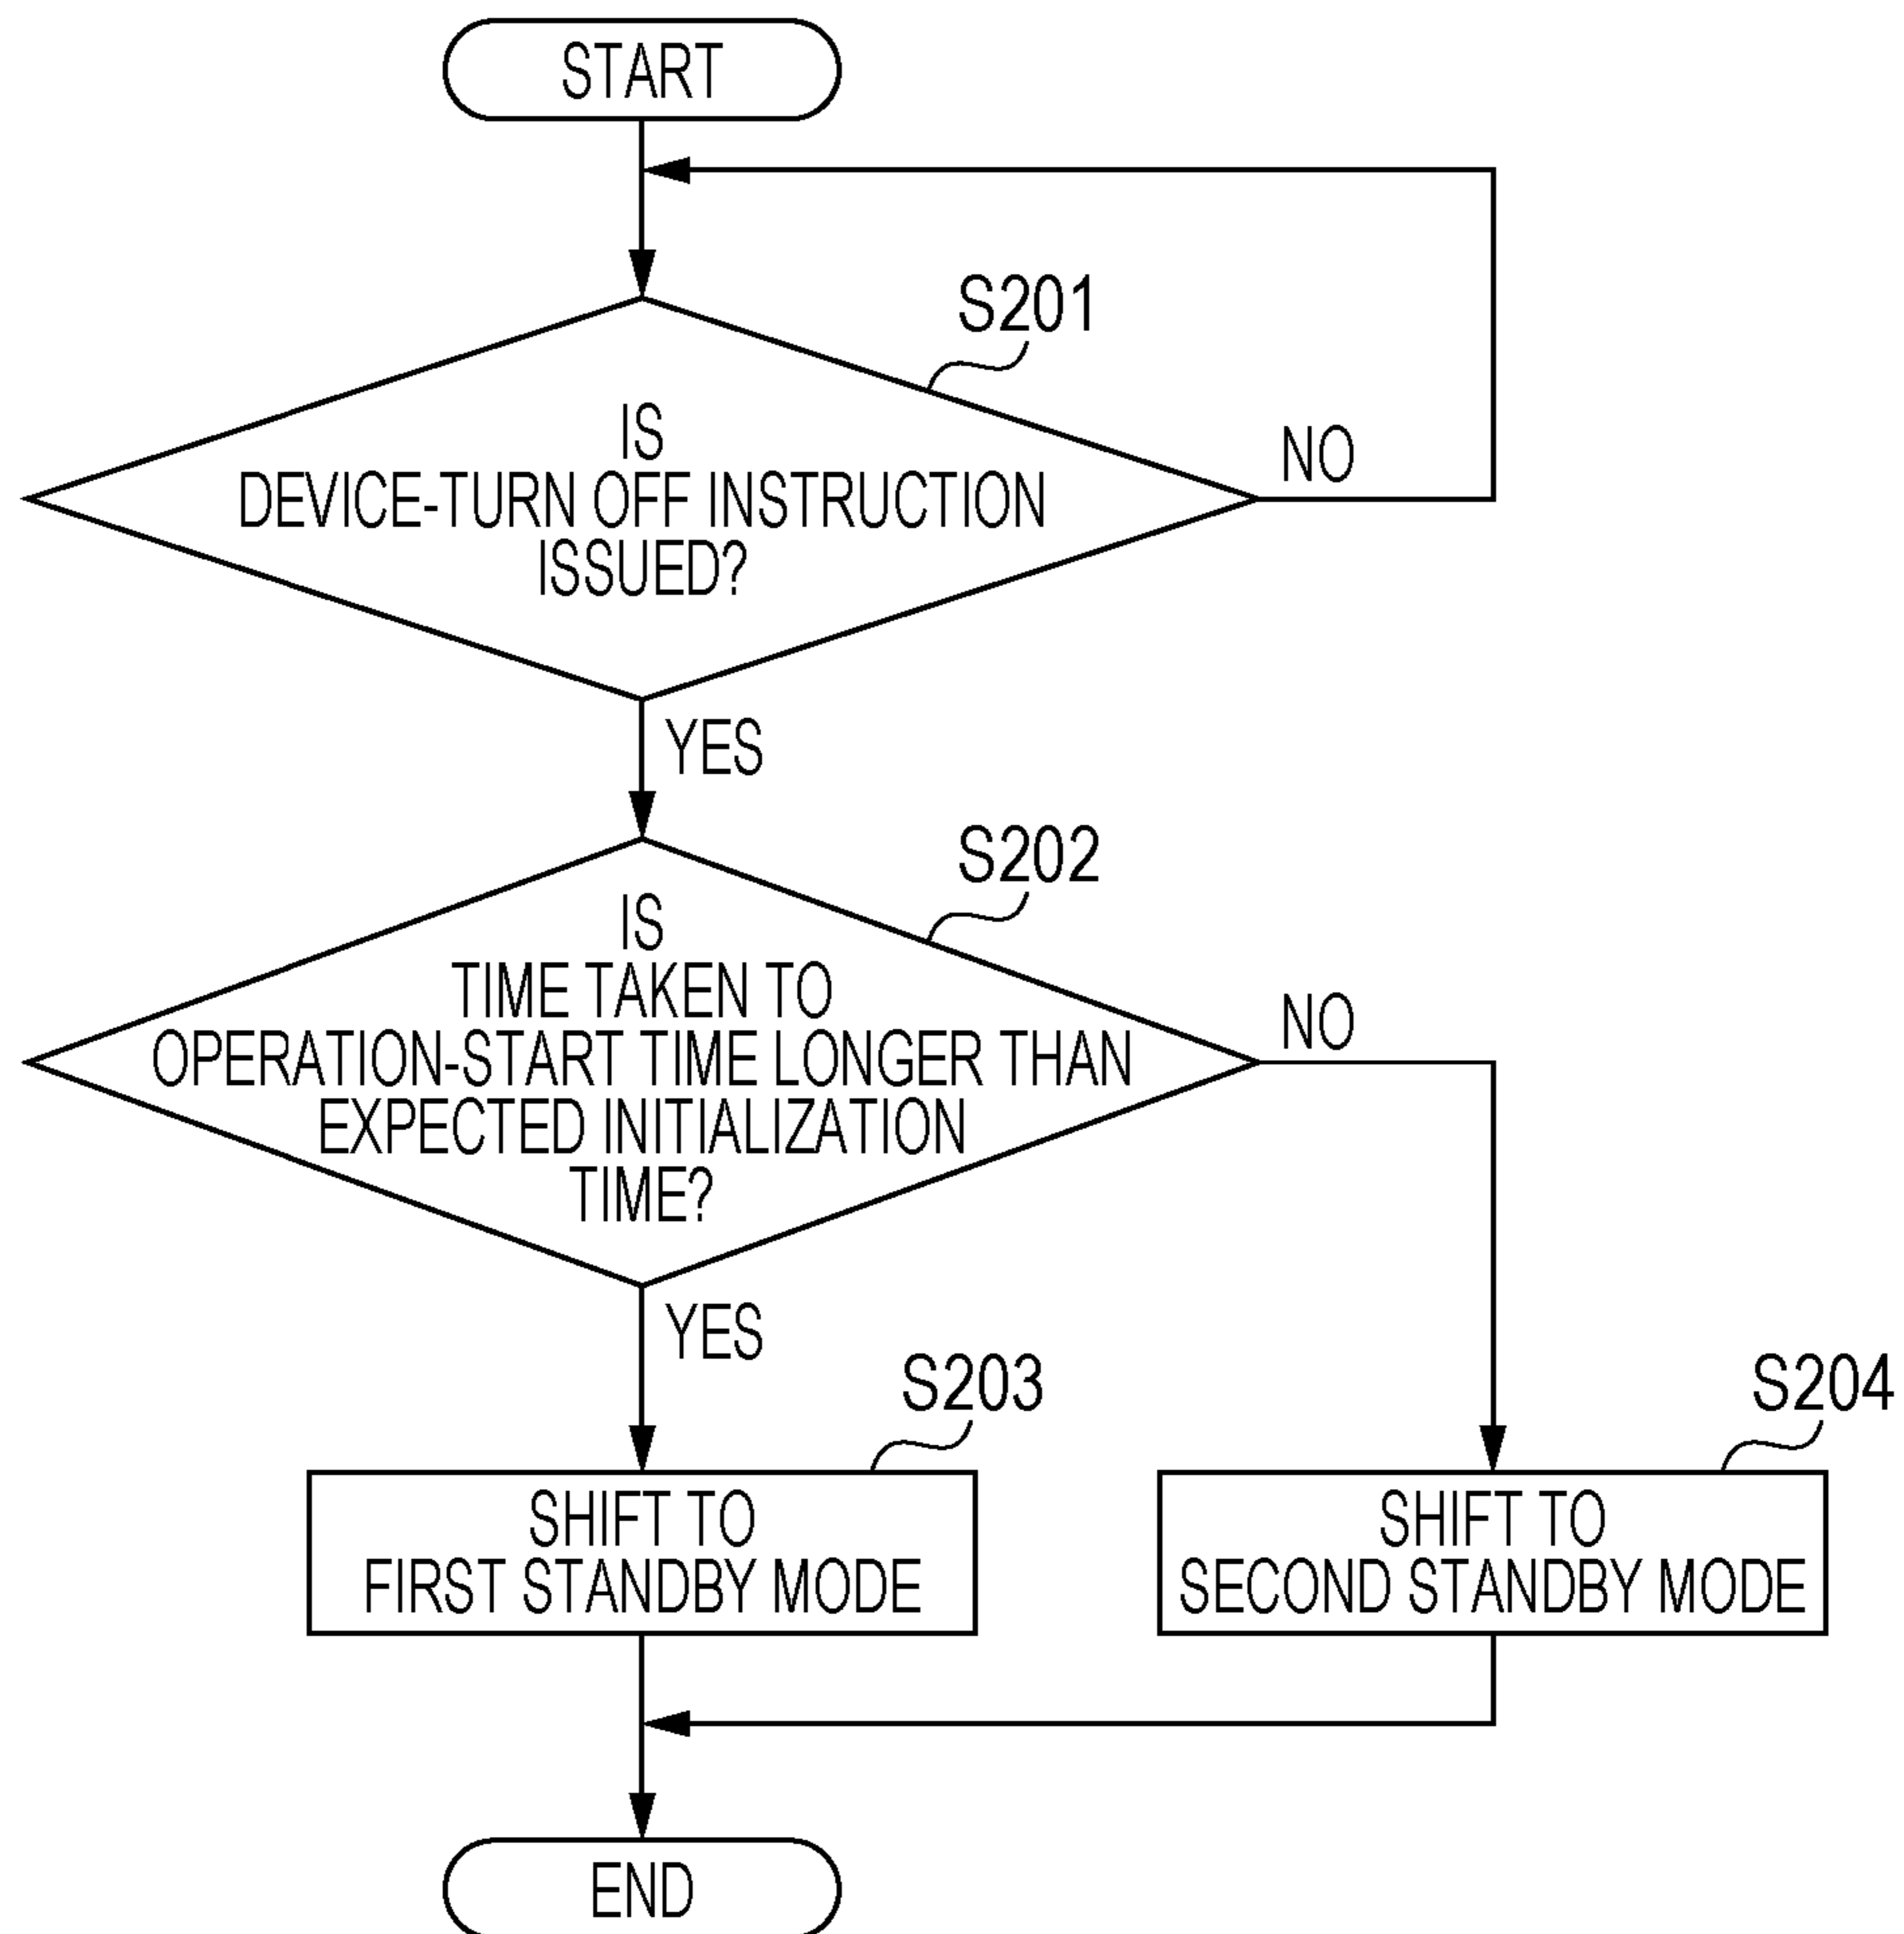 START
S201
IS
DEVICE-TURN OFF INSTRUCTION
ISSUED?
NO
YES
S202
IS
TIME TAKEN TO
OPERATION-START TIME LONGER THAN
EXPECTED INITIALIZATION
TIME?
NO
YES
S203
SHIFT TO
FIRST STANDBY MODE
S204
SHIFT TO
SECOND STANDBY MODE
END